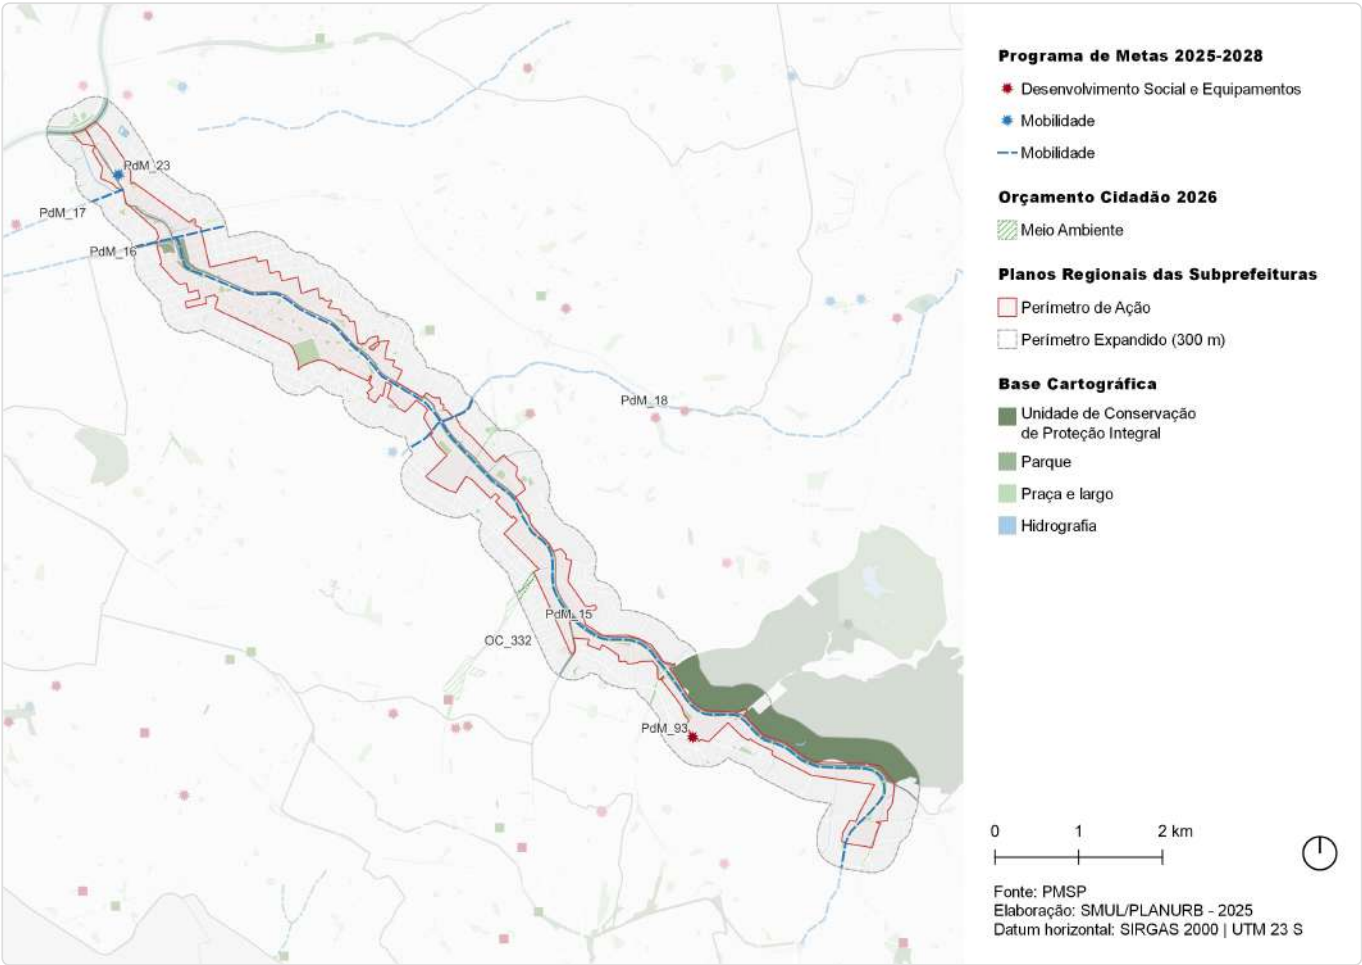 PdM_23
PdM_17
PdM_16
PdM_18
PdM_15
OC_332
PdM_93
Programa de Metas 2025-2028
Desenvolvimento Social e Equipamentos
Mobilidade
Mobilidade
Orçamento Cidadão 2026
Meio Ambiente
Planos Regionais das Subprefeituras
Perímetro de Ação
Perímetro Expandido (300 m)
Base Cartográfica
Unidade de Conservação
de Proteção Integral
Parque
Praça e largo
Hidrografia
0 1 2 km
Fonte: PMSP
Elaboração: SMUL/PLANURB - 2025
Datum horizontal: SIRGAS 2000 | UTM 23 S